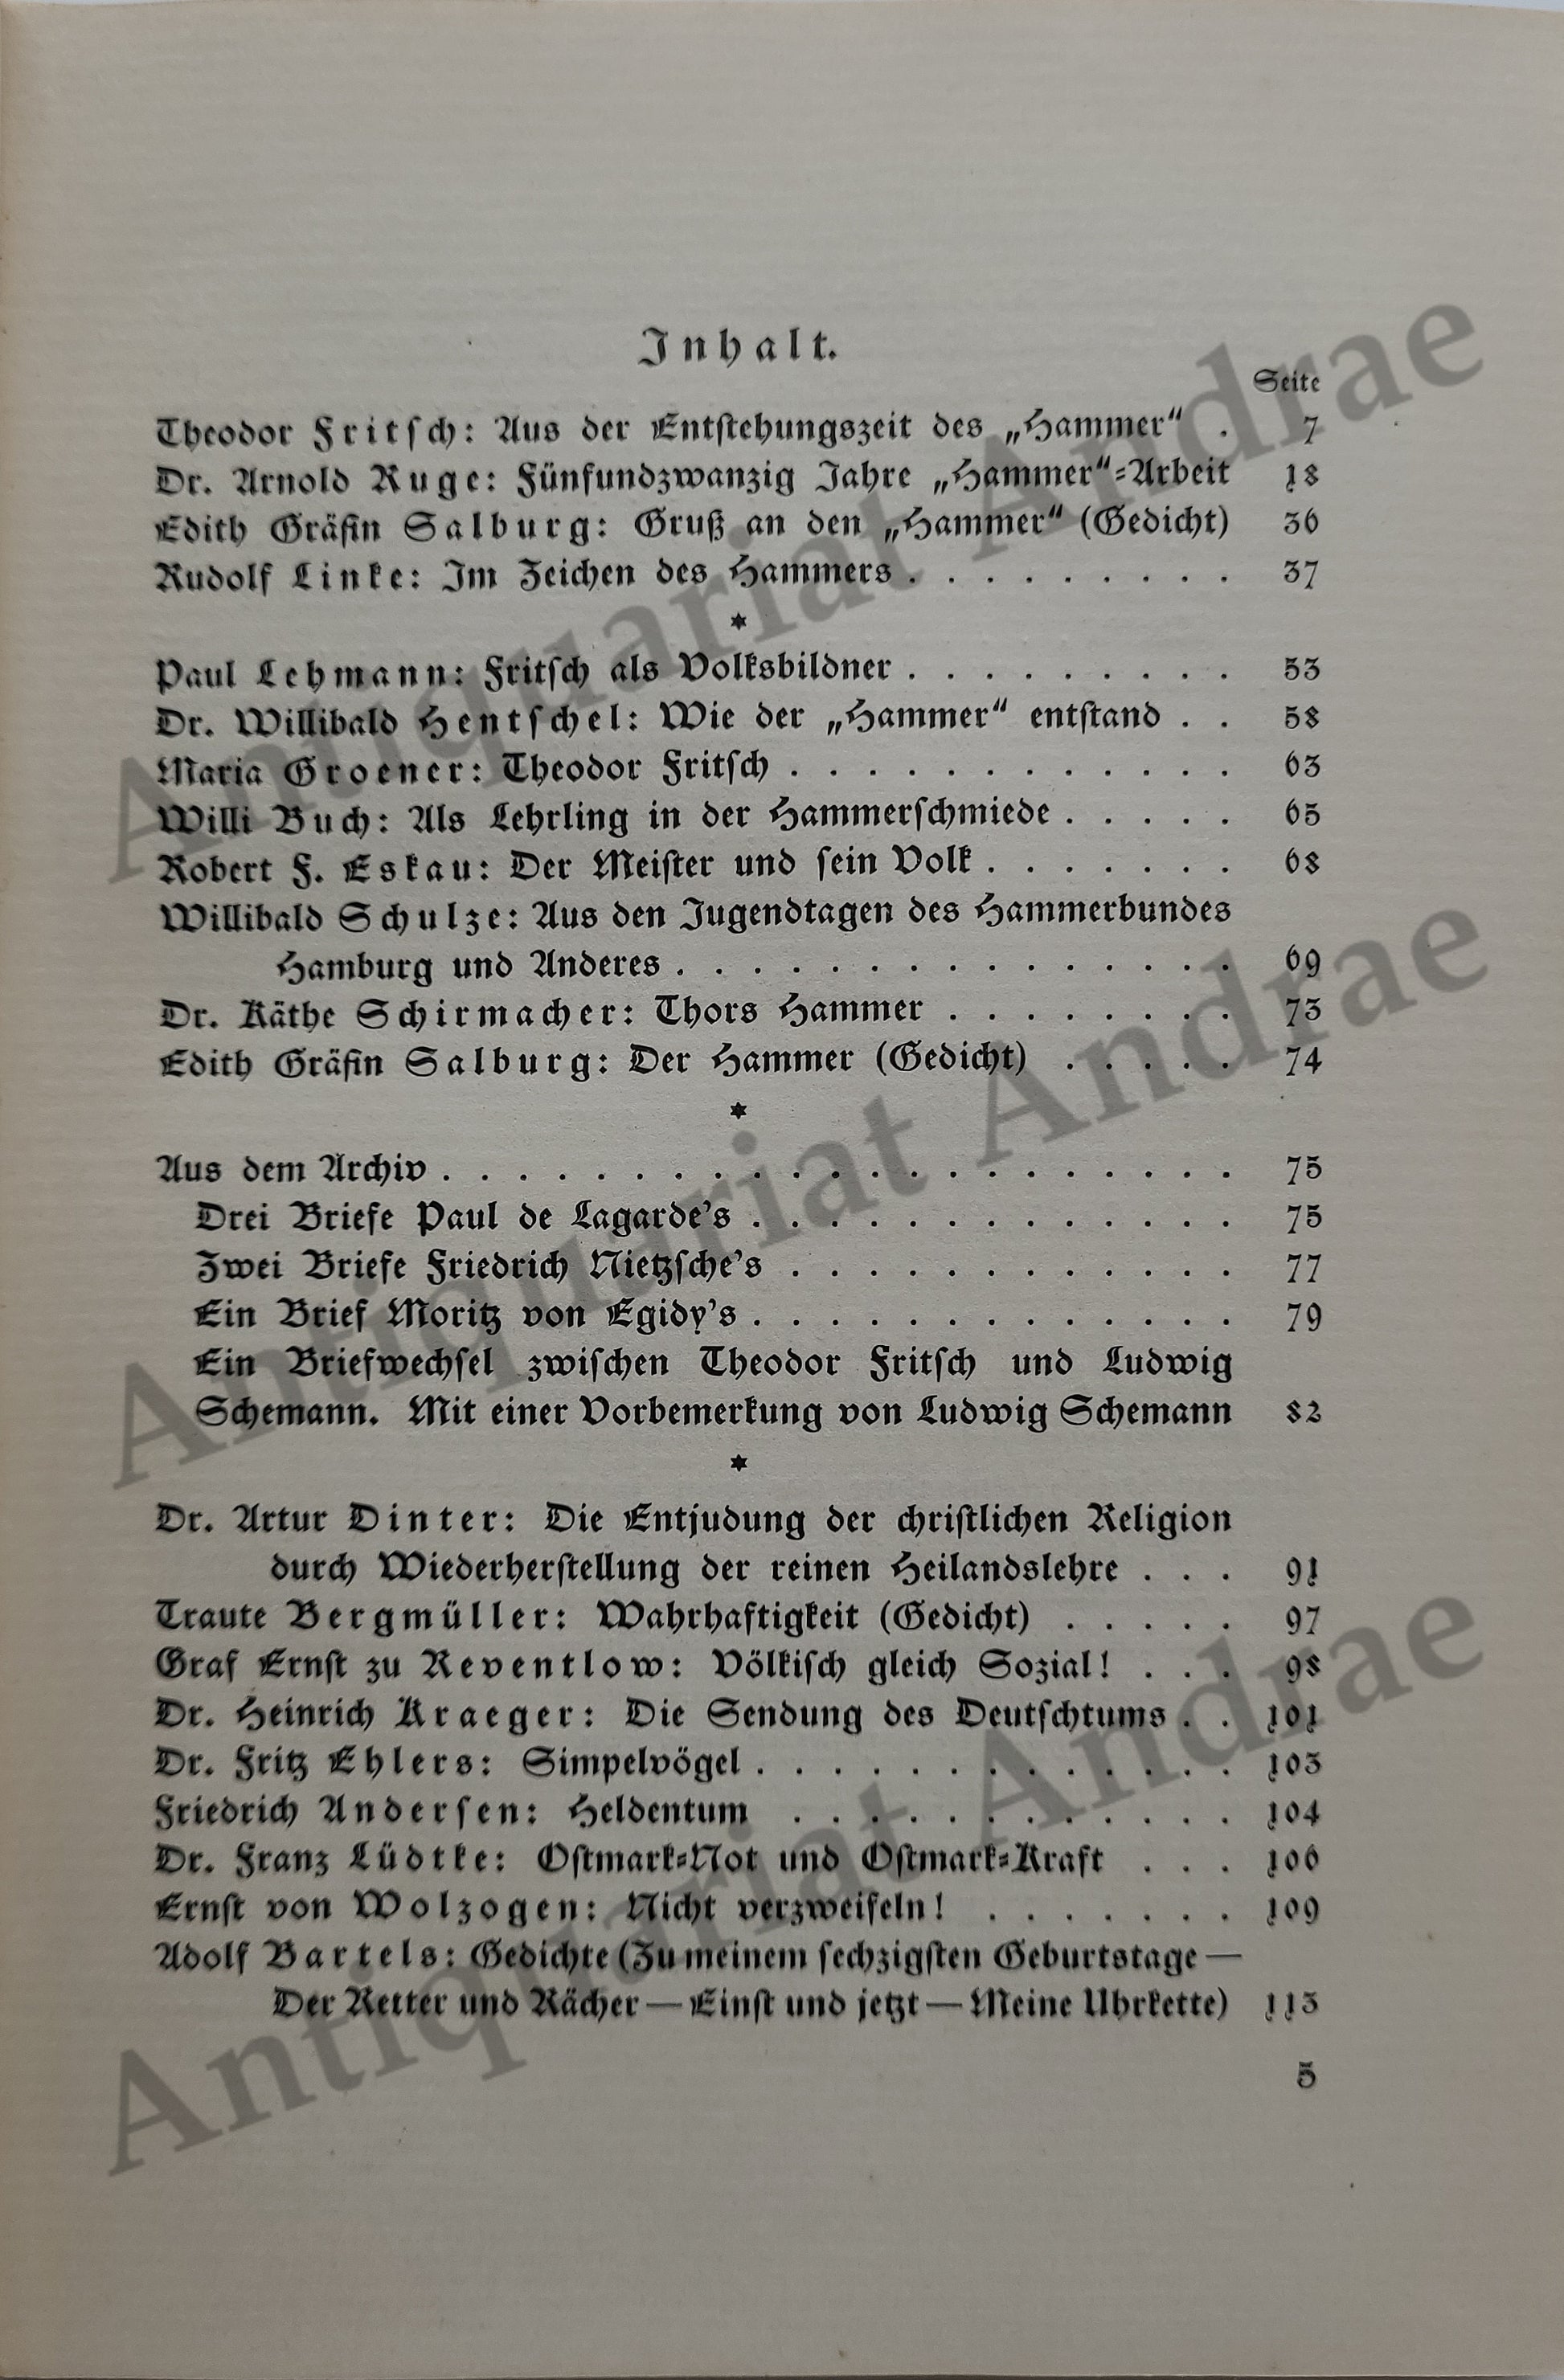 Inhalt.
Seite
Theodor Fritsch: Aus der Entstehungszeit des „Hammer“ . 7
Dr. Arnold Ruge: Fünfundzwanzig Jahre „Hammer“=Arbeit 18
Edith Gräfin Salburg: Gruß an den „Hammer“ (Gedicht) 36
Rudolf Linke: Im Zeichen des Hammers . . . . . . . . . 37
*
Paul Lehmann: Fritsch als Volksbildner . . . . . . . . . 53
Dr. Willibald Hentschel: Wie der „Hammer“ entstand . . 58
Maria Groener: Theodor Fritsch . . . . . . . . . . . . 63
Willi Buch: Als Lehrling in der Hammerschmiede . . . . . 65
Robert F. Eskau: Der Meister und sein Volk . . . . . . . 68
Willibald Schulze: Aus den Jugendtagen des Hammerbundes
Hamburg und Anderes . . . . . . . . . . . . . . . 69
Dr. Käthe Schirmacher: Thors Hammer . . . . . . . . 73
Edith Gräfin Salburg: Der Hammer (Gedicht) . . . . . 74
*
Aus dem Archiv . . . . . . . . . . . . . . . . . . . . . 75
Drei Briefe Paul de Lagarde's . . . . . . . . . . . . . 75
Zwei Briefe Friedrich Nietzsche's . . . . . . . . . . . . 77
Ein Brief Moritz von Egidy's . . . . . . . . . . . . . 79
Ein Briefwechsel zwischen Theodor Fritsch und Ludwig
Schemann. Mit einer Vorbemerkung von Ludwig Schemann 82
*
Dr. Artur Dinter: Die Entjudung der christlichen Religion
durch Wiederherstellung der reinen Heilandslehre . . . 91
Traute Bergmüller: Wahrhaftigkeit (Gedicht) . . . . . 97
Graf Ernst zu Reventlow: Völkisch gleich Sozial! . . . 98
Dr. Heinrich Kraeger: Die Sendung des Deutschtums . . 101
Dr. Fritz Ehlers: Simpelvögel . . . . . . . . . . . . . 103
Friedrich Andersen: Heldentum . . . . . . . . . . . . 104
Dr. Franz Lüdtke: Ostmark=Not und Ostmark=Kraft . . . 106
Ernst von Wolzogen: Nicht verzweifeln! . . . . . . . 109
Adolf Bartels: Gedichte (Zu meinem sechzigsten Geburtstage —
Der Retter und Rächer — Einst und jetzt — Meine Uhrkette) 113
5
Antiquariat Andrae
Antiquariat Andrae
Antiquariat Andrae